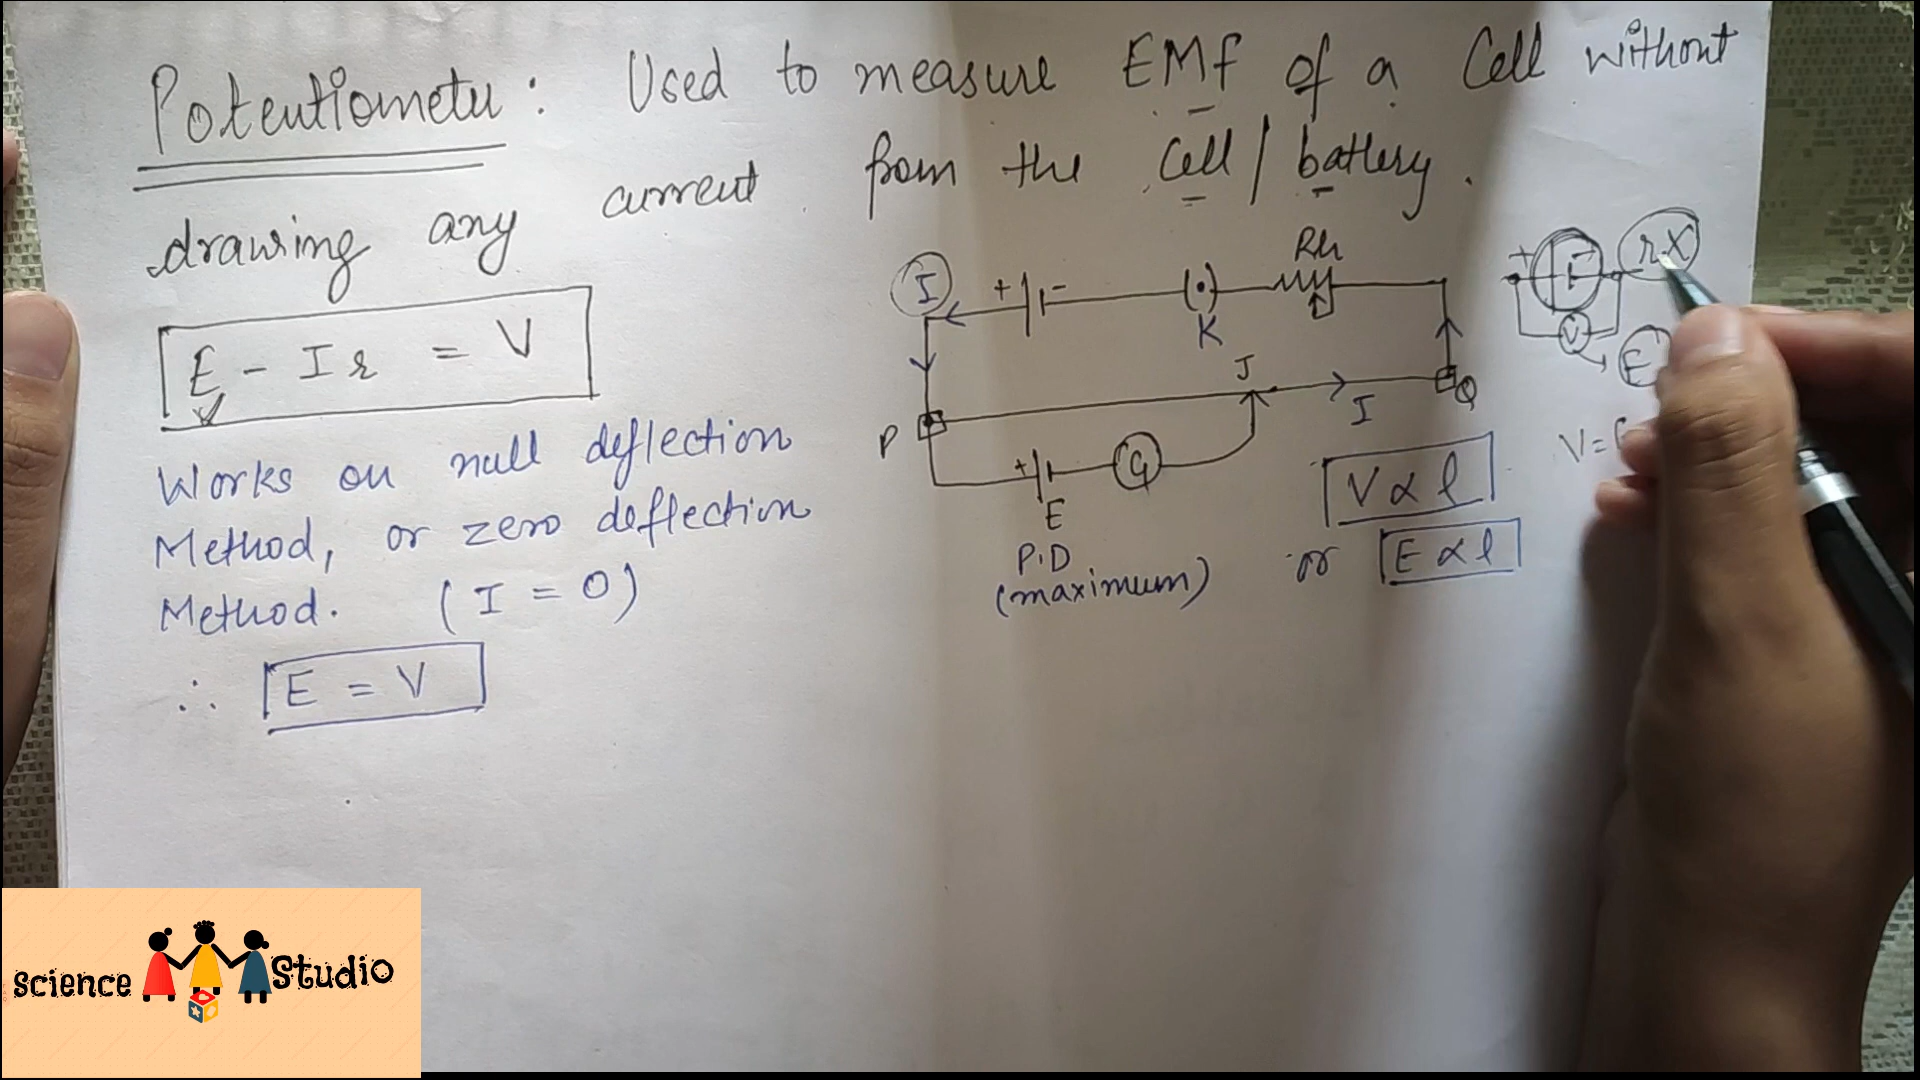 Potentiometer: Used to measure EMF of a Cell without
drawing any current from the Cell / battery.
E - Ir = V
Works on null deflection
Method, or zero deflection
Method. (I = 0)
∴ E = V
I
+ -
K
Rh
J
P
Q
I
+
E
G
P.D
(maximum)
V ∝ l
or E ∝ l
+ -
r X
V
E
V =
Science Studio